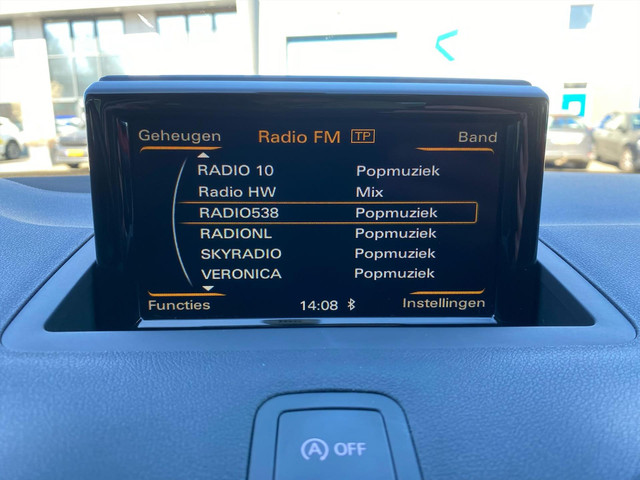 Geheugen Radio FM TP Band
RADIO 10 Popmuziek
Radio HW Mix
RADIO538 Popmuziek
RADIONL Popmuziek
SKYRADIO Popmuziek
VERONICA Popmuziek
Functies 14:08 Instellingen
A OFF